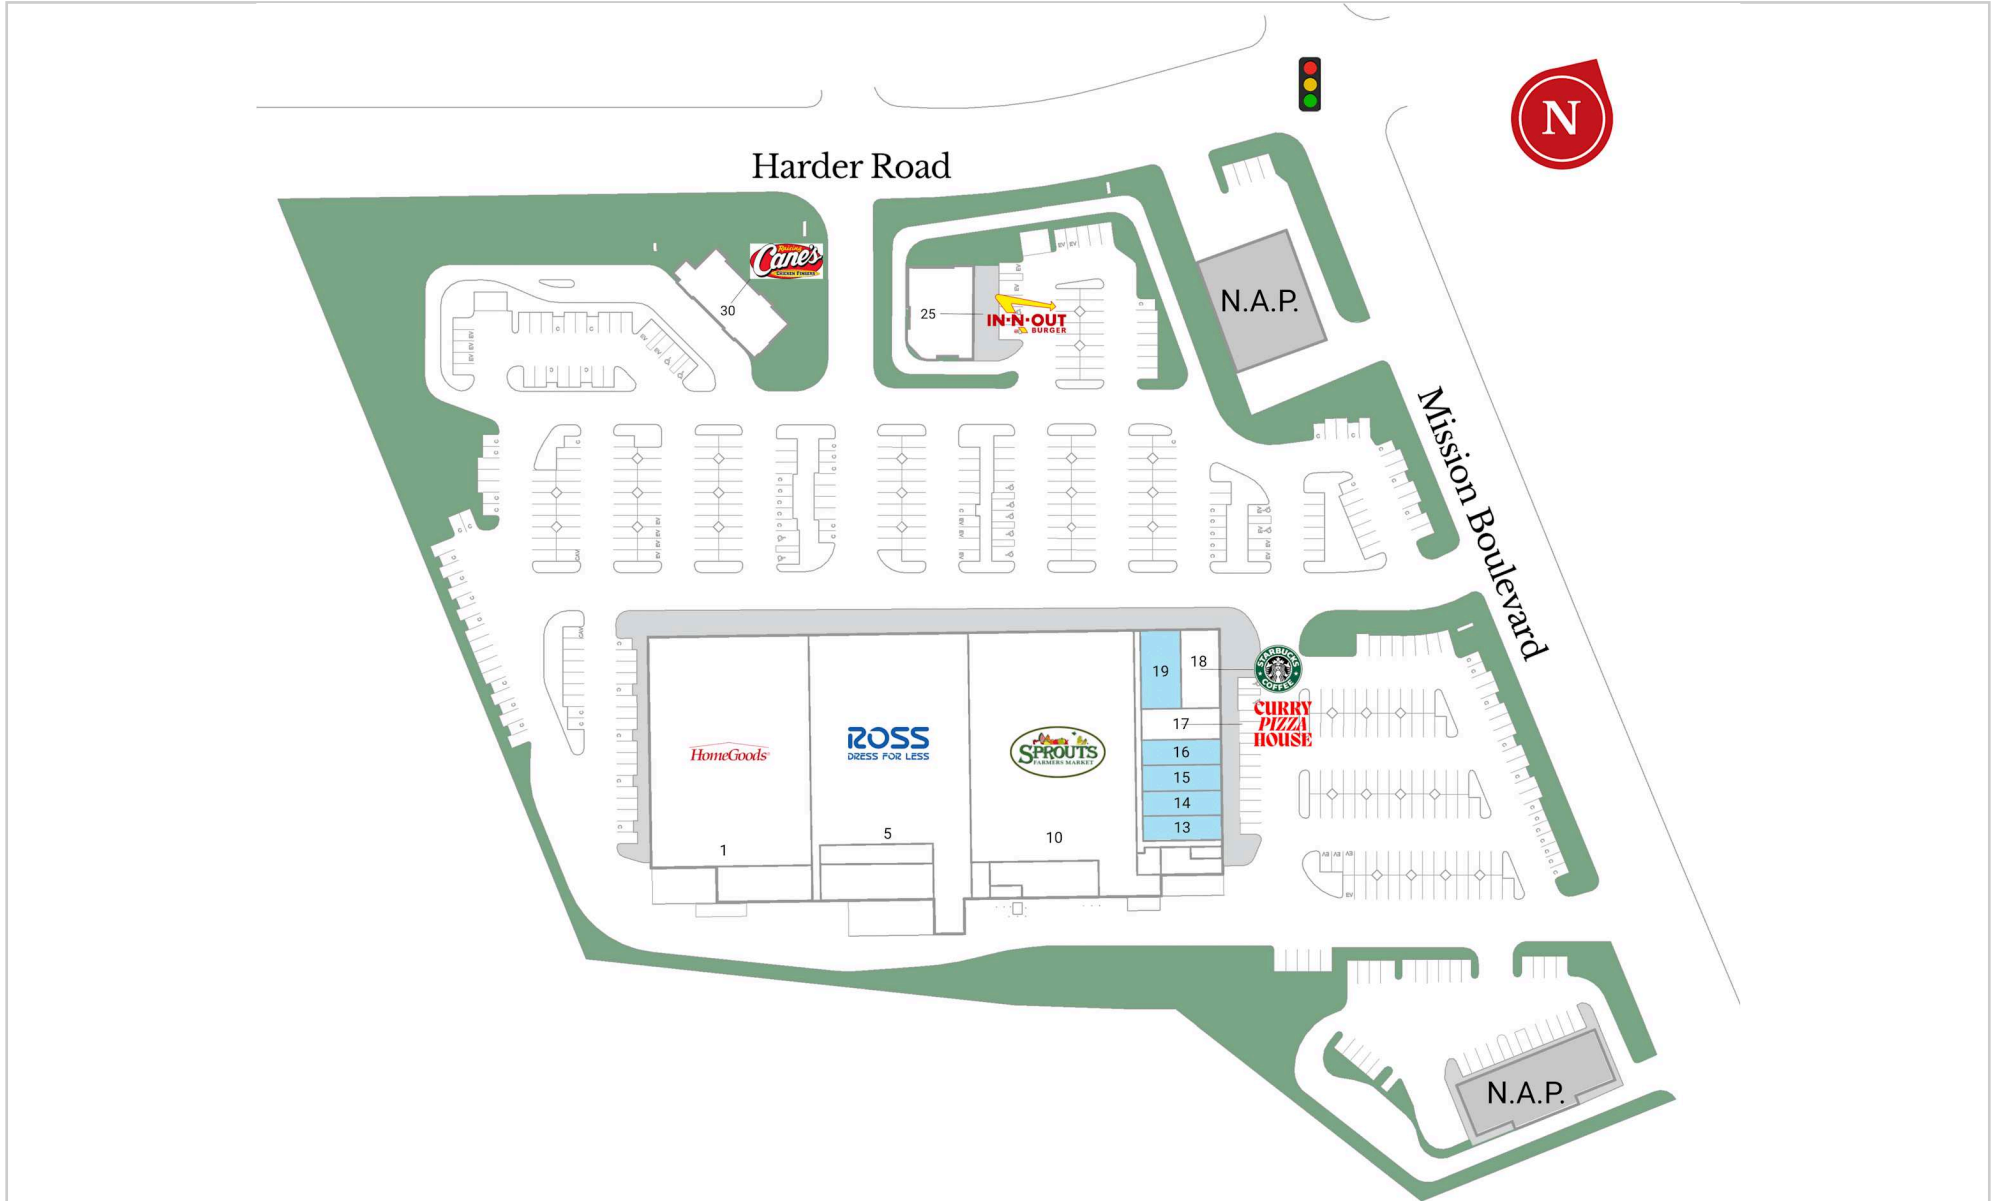 N
Harder Road
Raising
Cane's
CHICKEN FINGERS
30
25
IN-N-OUT
BURGER
N.A.P.
Mission Boulevard
19
18
STARBUCKS
COFFEE
17
CURRY
PIZZA
HOUSE
HomeGoods
ROSS
DRESS FOR LESS
SPROUTS
FARMERS MARKET
16
15
14
13
1
5
10
N.A.P.